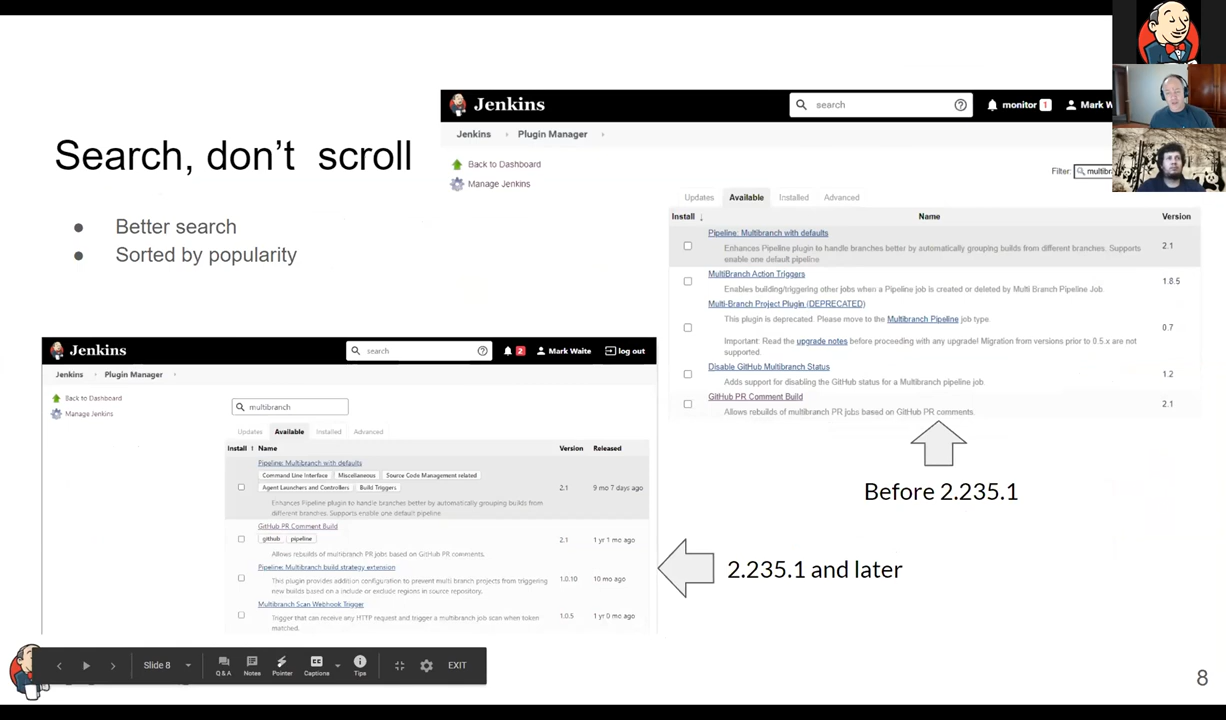 Search, don't scroll
● Better search
● Sorted by popularity
Jenkins
search
monitor 1
Mark W
Jenkins › Plugin Manager ›
Back to Dashboard
Manage Jenkins
Filter: multibra
Updates Available Installed Advanced
Install ↓ Name Version
Pipeline: Multibranch with defaults
Enhances Pipeline plugin to handle branches better by automatically grouping builds from different branches. Supports
enable one default pipeline
2.1
MultiBranch Action Triggers
Enables building/triggering other jobs when a Pipeline job is created or deleted by Multi Branch Pipeline Job.
1.8.5
Multi-Branch Project Plugin (DEPRECATED)
This plugin is deprecated. Please move to the Multibranch Pipeline job type.
Important: Read the upgrade notes before proceeding with any upgrade! Migration from versions prior to 0.5.x are not
supported.
0.7
Disable GitHub Multibranch Status
Adds support for disabling the GitHub status for a Multibranch pipeline job.
1.2
GitHub PR Comment Build
Allows rebuilds of multibranch PR jobs based on GitHub PR comments.
2.1
Before 2.235.1
Jenkins
search
2
Mark Waite
log out
Jenkins › Plugin Manager ›
Back to Dashboard
Manage Jenkins
multibranch
Updates Available Installed Advanced
Install ↑ Name Version Released
Pipeline: Multibranch with defaults
Command Line Interface Miscellaneous Source Code Management related
Agent Launchers and Controllers Build Triggers
Enhances Pipeline plugin to handle branches better by automatically grouping builds from
different branches. Supports enable one default pipeline
2.1 9 mo 7 days ago
GitHub PR Comment Build
github pipeline
Allows rebuilds of multibranch PR jobs based on GitHub PR comments.
2.1 1 yr 1 mo ago
Pipeline: Multibranch build strategy extension
This plugin provides addition configuration to prevent multi branch projects from triggering
new builds based on a include or exclude regions in source repository.
1.0.10 10 mo ago
Multibranch Scan Webhook Trigger
Trigger that can receive any HTTP request and trigger a multibranch job scan when token
matched.
1.0.5 1 yr 0 mo ago
2.235.1 and later
Slide 8
Q & A Notes Pointer Captions Tips EXIT
8